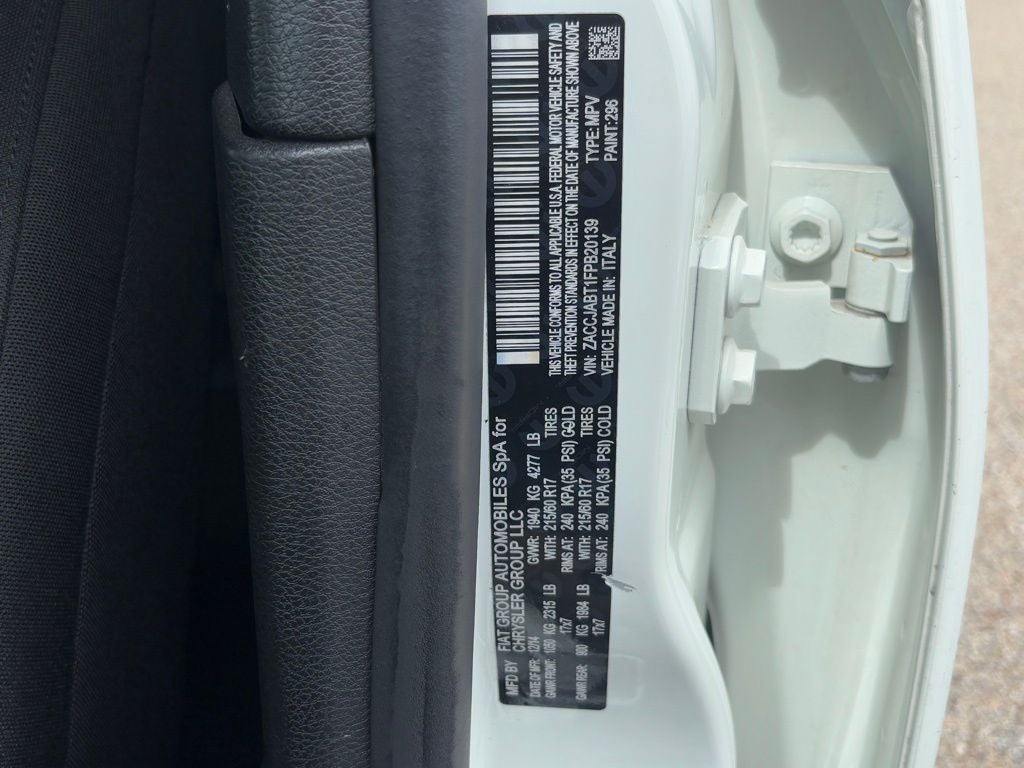 MFD BY FIAT GROUP AUTOMOBILES SpA for
CHRYSLER GROUP LLC
DATE OF MFR: 12/14 GVWR: 1940 KG 4277 LB
GAWR FRONT: 1050 KG 2315 LB WITH: 215/60 R17 TIRES
17x7 RIMS AT: 240 KPA(35 PSI) COLD
GAWR REAR: 900 KG 1984 LB WITH: 215/60 R17 TIRES
17x7 RIMS AT: 240 KPA(35 PSI) COLD
THIS VEHICLE CONFORMS TO ALL APPLICABLE U.S.A. FEDERAL MOTOR VEHICLE SAFETY AND
THEFT PREVENTION STANDARDS IN EFFECT ON THE DATE OF MANUFACTURE SHOWN ABOVE
VIN: ZACCJABT1FPB20139 TYPE: MPV
VEHICLE MADE IN: ITALY PAINT:296